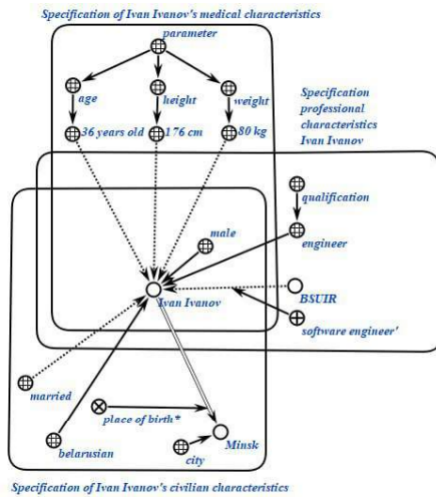 Specification of Ivan Ivanov's medical characteristics
parameter
age
height
weight
36 years old
176 cm
80 kg
Specification
professional
characteristics
Ivan Ivanov
qualification
male
engineer
BSUIR
Ivan Ivanov
software engineer'
married
place of birth*
Minsk
belarusian
city
Specification of Ivan Ivanov's civilian characteristics